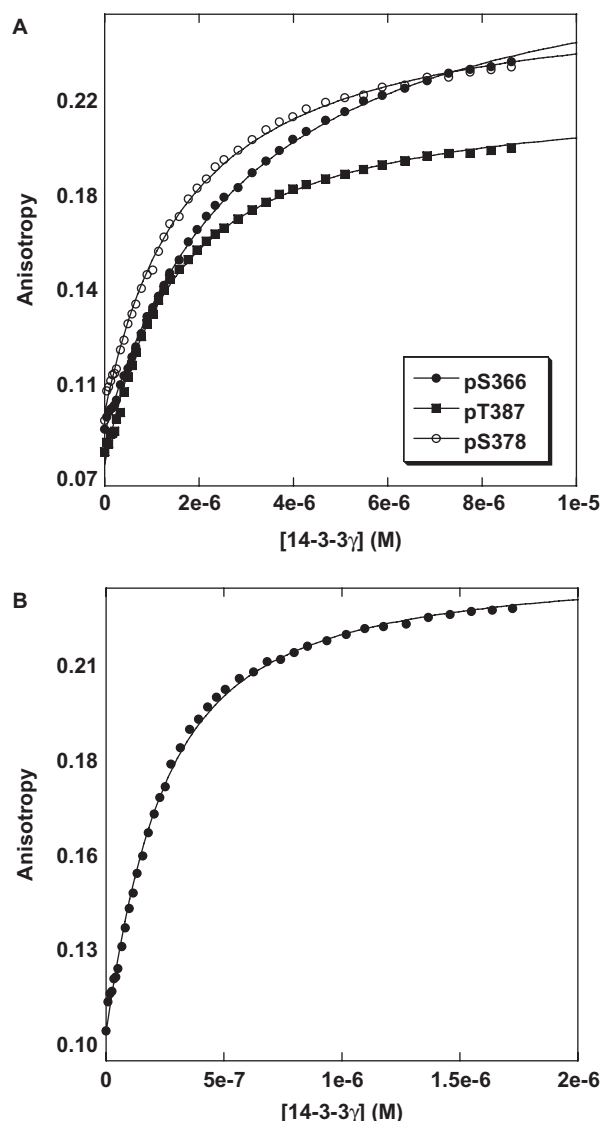 A
Anisotropy
0.22
0.18
0.14
0.11
0.07
pS366
pT387
pS378
0 2e-6 4e-6 6e-6 8e-6 1e-5
[14-3-3γ] (M)
B
Anisotropy
0.21
0.18
0.16
0.13
0.10
0 5e-7 1e-6 1.5e-6 2e-6
[14-3-3γ] (M)